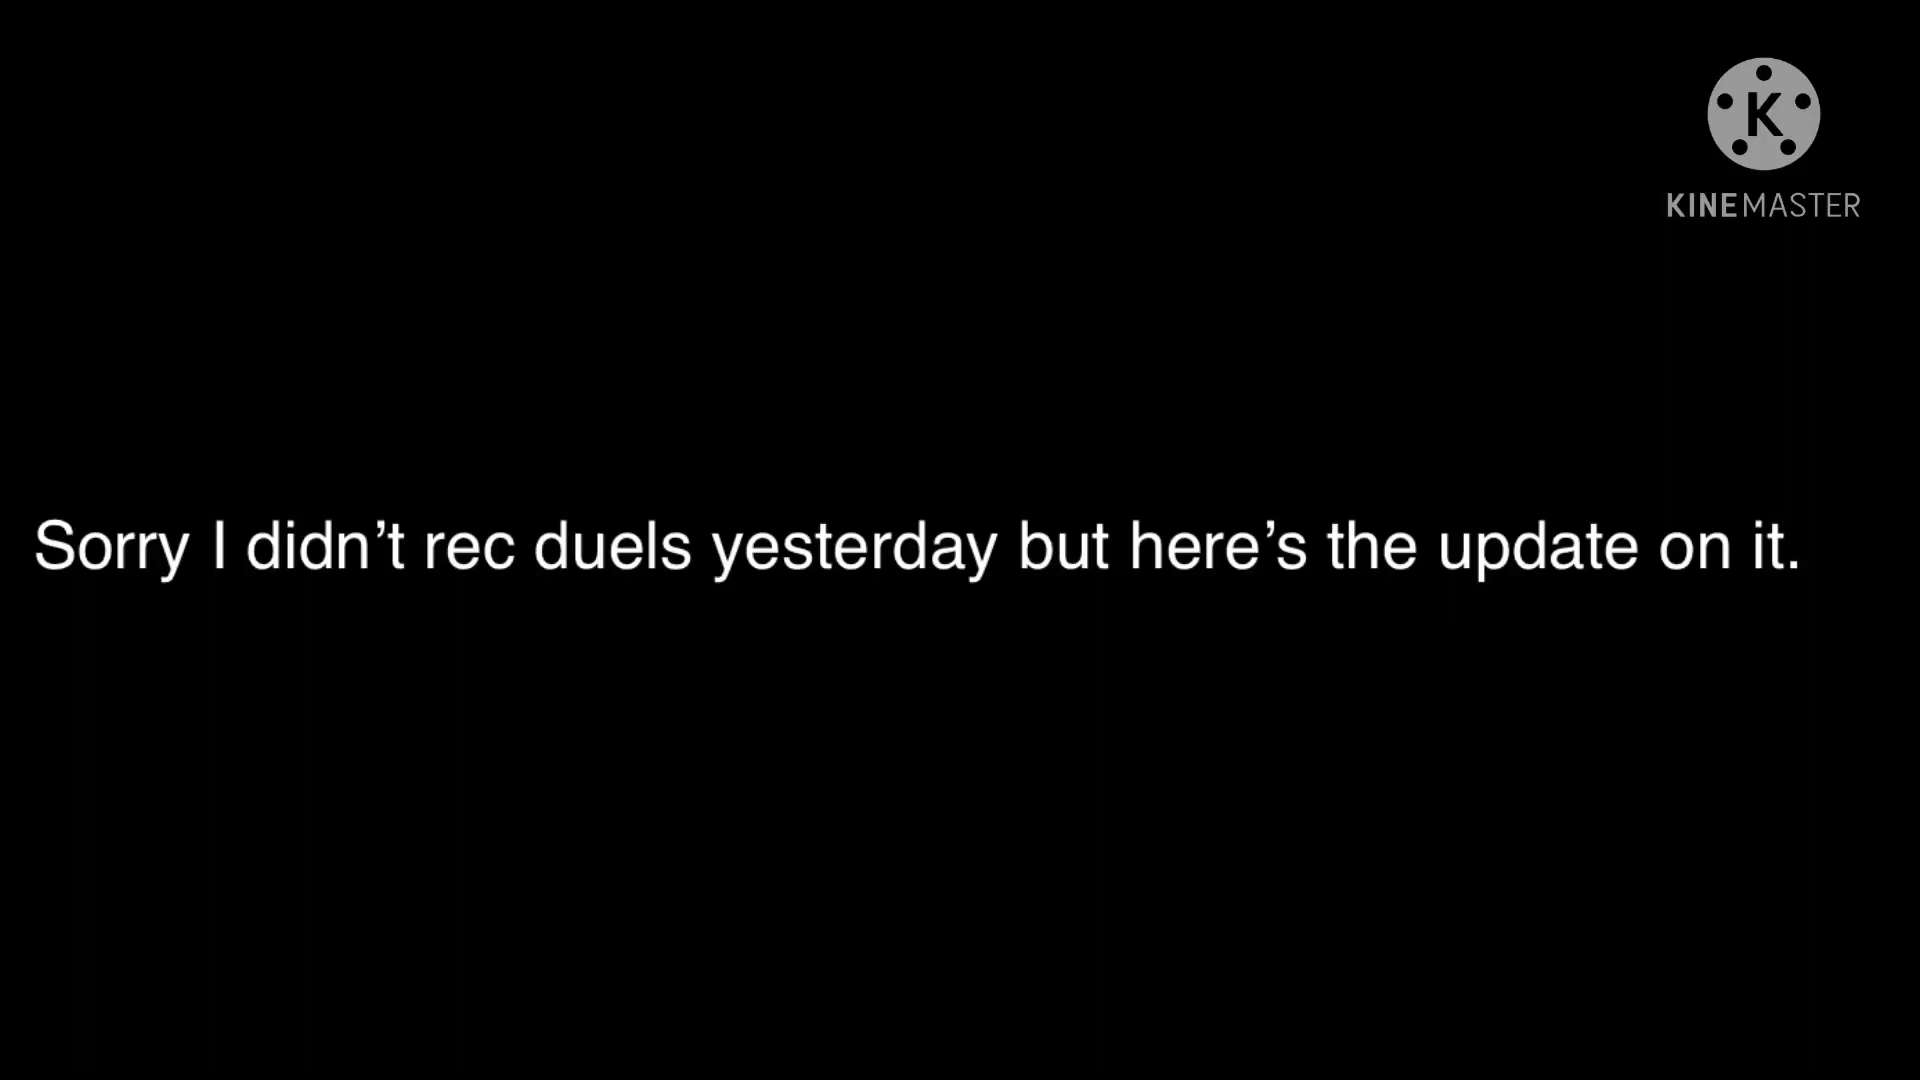 K
KINEMASTER
Sorry I didn’t rec duels yesterday but here’s the update on it.